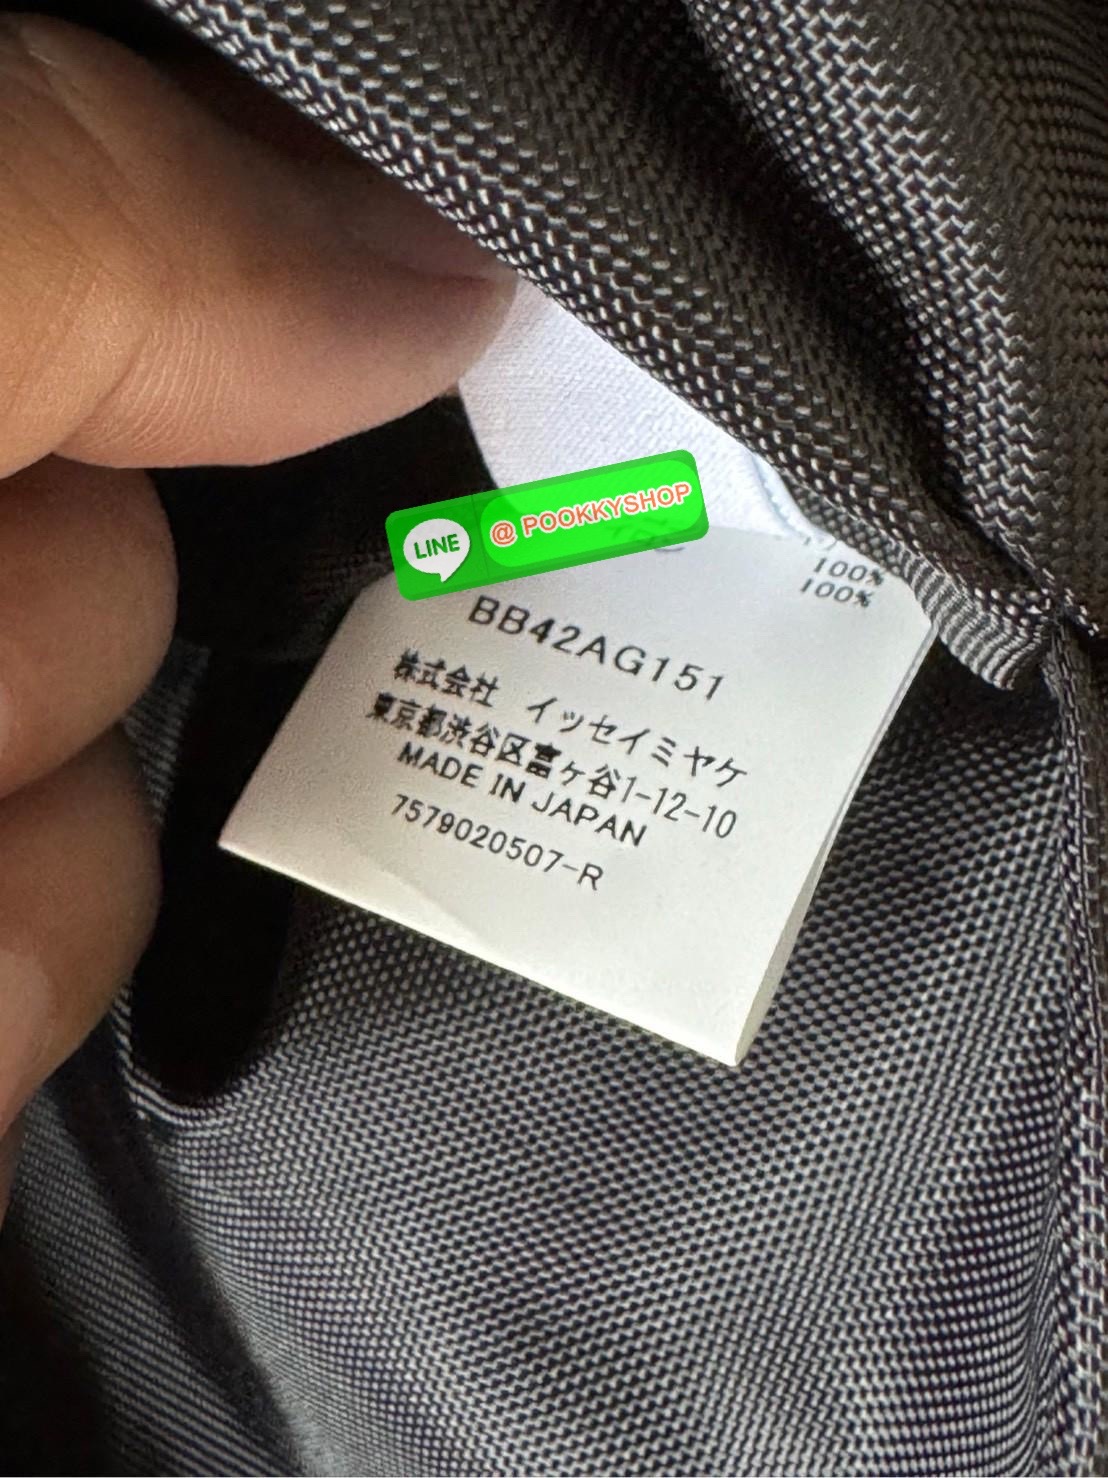 LINE @ POOKKYSHOP
100%
100%
BB42AG151
株式会社 イッセイミヤケ
東京都渋谷区富ヶ谷1-12-10
MADE IN JAPAN
7579020507-R